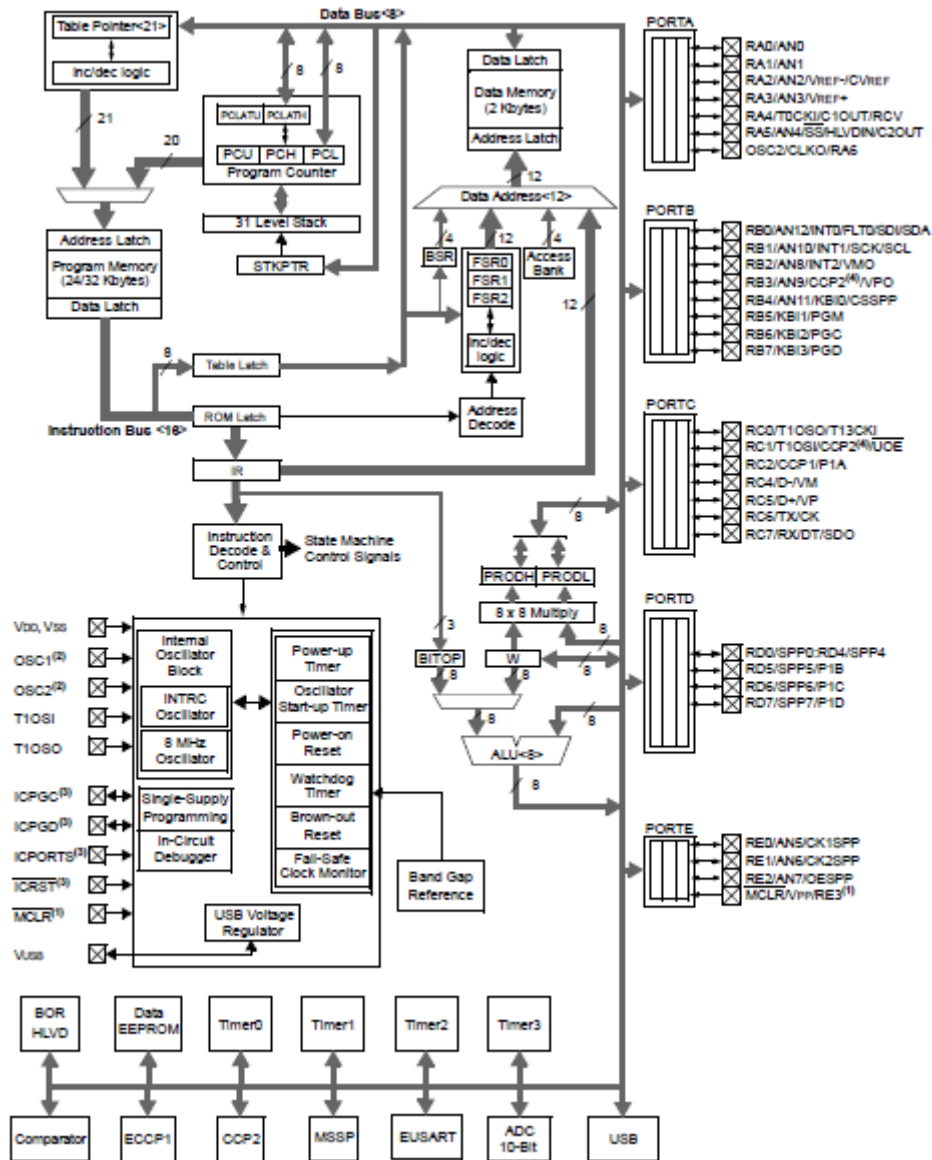 Data Bus<8>
Table Pointer<21>
inc/dec logic
21
20
8
8
PCLATU PCLATH
PCU PCH PCL
Program Counter
31 Level Stack
STKPTR
Address Latch
Program Memory
(24/32 Kbytes)
Data Latch
Data Latch
Data Memory
(2 Kbytes)
Address Latch
12
Data Address<12>
4
12
4
BSR
FSR0
FSR1
FSR2
Access
Bank
12
inc/dec
logic
8
Table Latch
Instruction Bus <16>
ROM Latch
Address
Decode
IR
Instruction
Decode &
Control
State Machine
Control Signals
8
PRODH PRODL
8 x 8 Multiply
3
8
BITOP
W
8
8
8
8
8
ALU<8>
8
VDD, VSS
OSC1(2)
OSC2(2)
T1OSI
T1OSO
ICPGC(3)
ICPGD(3)
ICPORTS(3)
ICRST(3)
MCLR(1)
VUSB
Internal
Oscillator
Block
INTRC
Oscillator
8 MHz
Oscillator
Single-Supply
Programming
In-Circuit
Debugger
Power-up
Timer
Oscillator
Start-up Timer
Power-on
Reset
Watchdog
Timer
Brown-out
Reset
Fail-Safe
Clock Monitor
Band Gap
Reference
USB Voltage
Regulator
PORTA
RA0/AN0
RA1/AN1
RA2/AN2/VREF-/CVREF
RA3/AN3/VREF+
RA4/T0CKI/C1OUT/RCV
RA5/AN4/SS/HLVDIN/C2OUT
OSC2/CLKO/RA6
PORTB
RB0/AN12/INT0/FLT0/SDI/SDA
RB1/AN10/INT1/SCK/SCL
RB2/AN8/INT2/VMO
RB3/AN9/CCP2(4)/VPO
RB4/AN11/KBI0/CSSPP
RB5/KBI1/PGM
RB6/KBI2/PGC
RB7/KBI3/PGD
PORTC
RC0/T1OSO/T13CKI
RC1/T1OSI/CCP2(4)/UOE
RC2/CCP1/P1A
RC4/D-/VM
RC5/D+/VP
RC6/TX/CK
RC7/RX/DT/SDO
PORTD
RD0/SPP0:RD4/SPP4
RD5/SPP5/P1B
RD6/SPP6/P1C
RD7/SPP7/P1D
PORTE
RE0/AN5/CK1SPP
RE1/AN6/CK2SPP
RE2/AN7/OESPP
MCLR/VPP/RE3(1)
BOR
HLVD
Data
EEPROM
Timer0
Timer1
Timer2
Timer3
Comparator
ECCP1
CCP2
MSSP
EUSART
ADC
10-Bit
USB